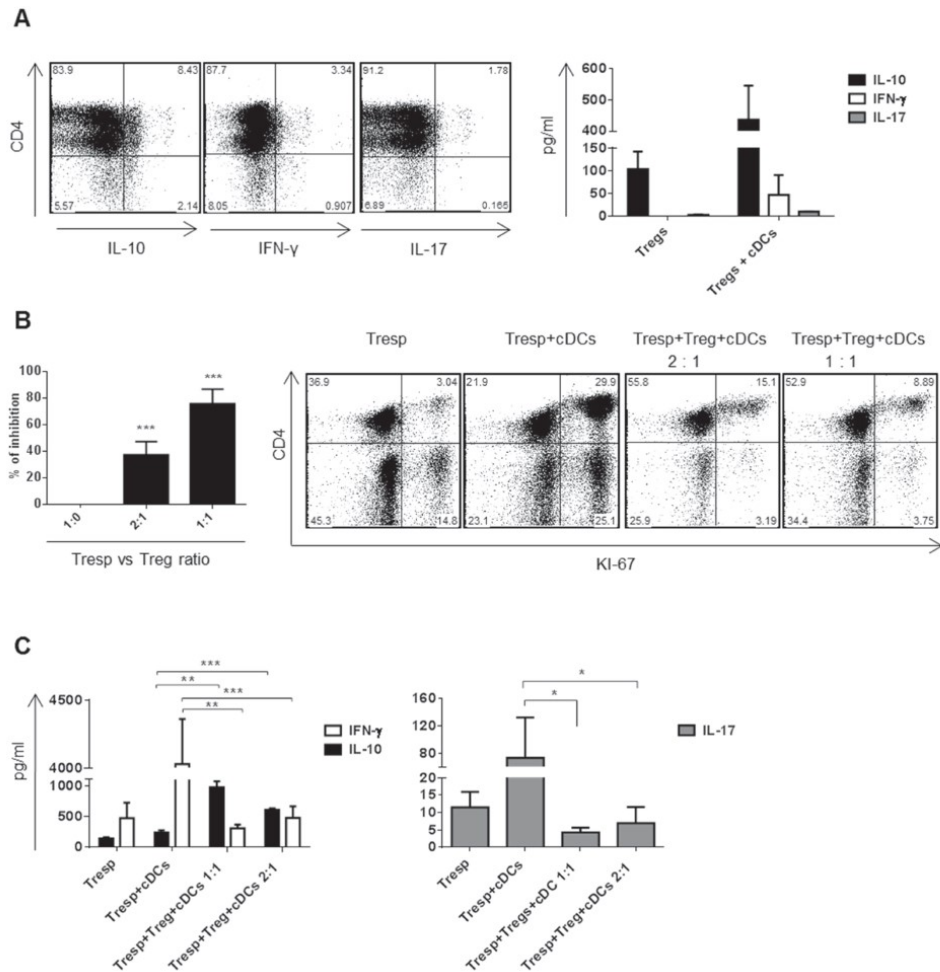 A
83.9 8.43 87.7 3.34 91.2 1.78
CD4
5.57 2.14 8.05 0.907 6.89 0.165
IL-10 IFN-γ IL-17
pg/ml
600
500
400
150
100
50
0
Tregs
Tregs + cDCs
IL-10
IFN-γ
IL-17
B
% of inhibition
100
80
60
40
20
0
*** ***
1:0 2:1 1:1
Tresp vs Treg ratio
Tresp Tresp+cDCs Tresp+Treg+cDCs Tresp+Treg+cDCs
2 : 1 1 : 1
36.9 3.04 21.9 29.9 55.8 15.1 52.9 8.89
CD4
45.3 14.8 23.1 25.1 25.9 3.19 34.4 3.75
KI-67
C
pg/ml
***
**
***
**
4500
4000
1000
500
0
Tresp
Tresp+cDCs
Tresp+Treg+cDCs 1:1
Tresp+Treg+cDCs 2:1
IFN-γ
IL-10
*
*
160
120
80
40
20
15
10
5
0
Tresp
Tresp+cDCs
Tresp+Tregs+cDC 1:1
Tresp+Treg+cDCs 2:1
IL-17